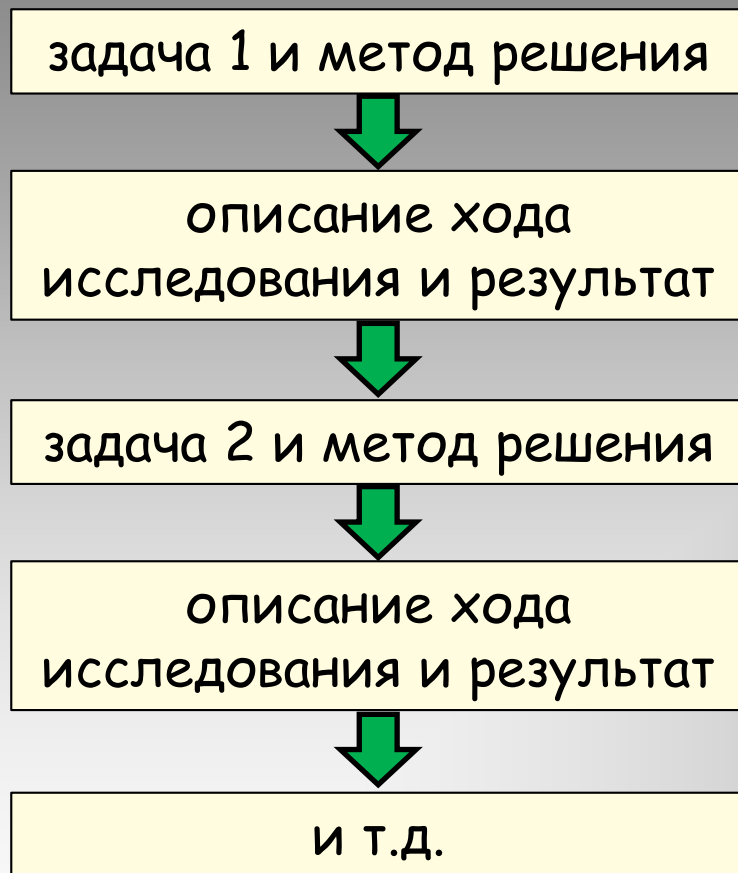 задача 1 и метод решения
описание хода
исследования и результат
задача 2 и метод решения
описание хода
исследования и результат
и т.д.